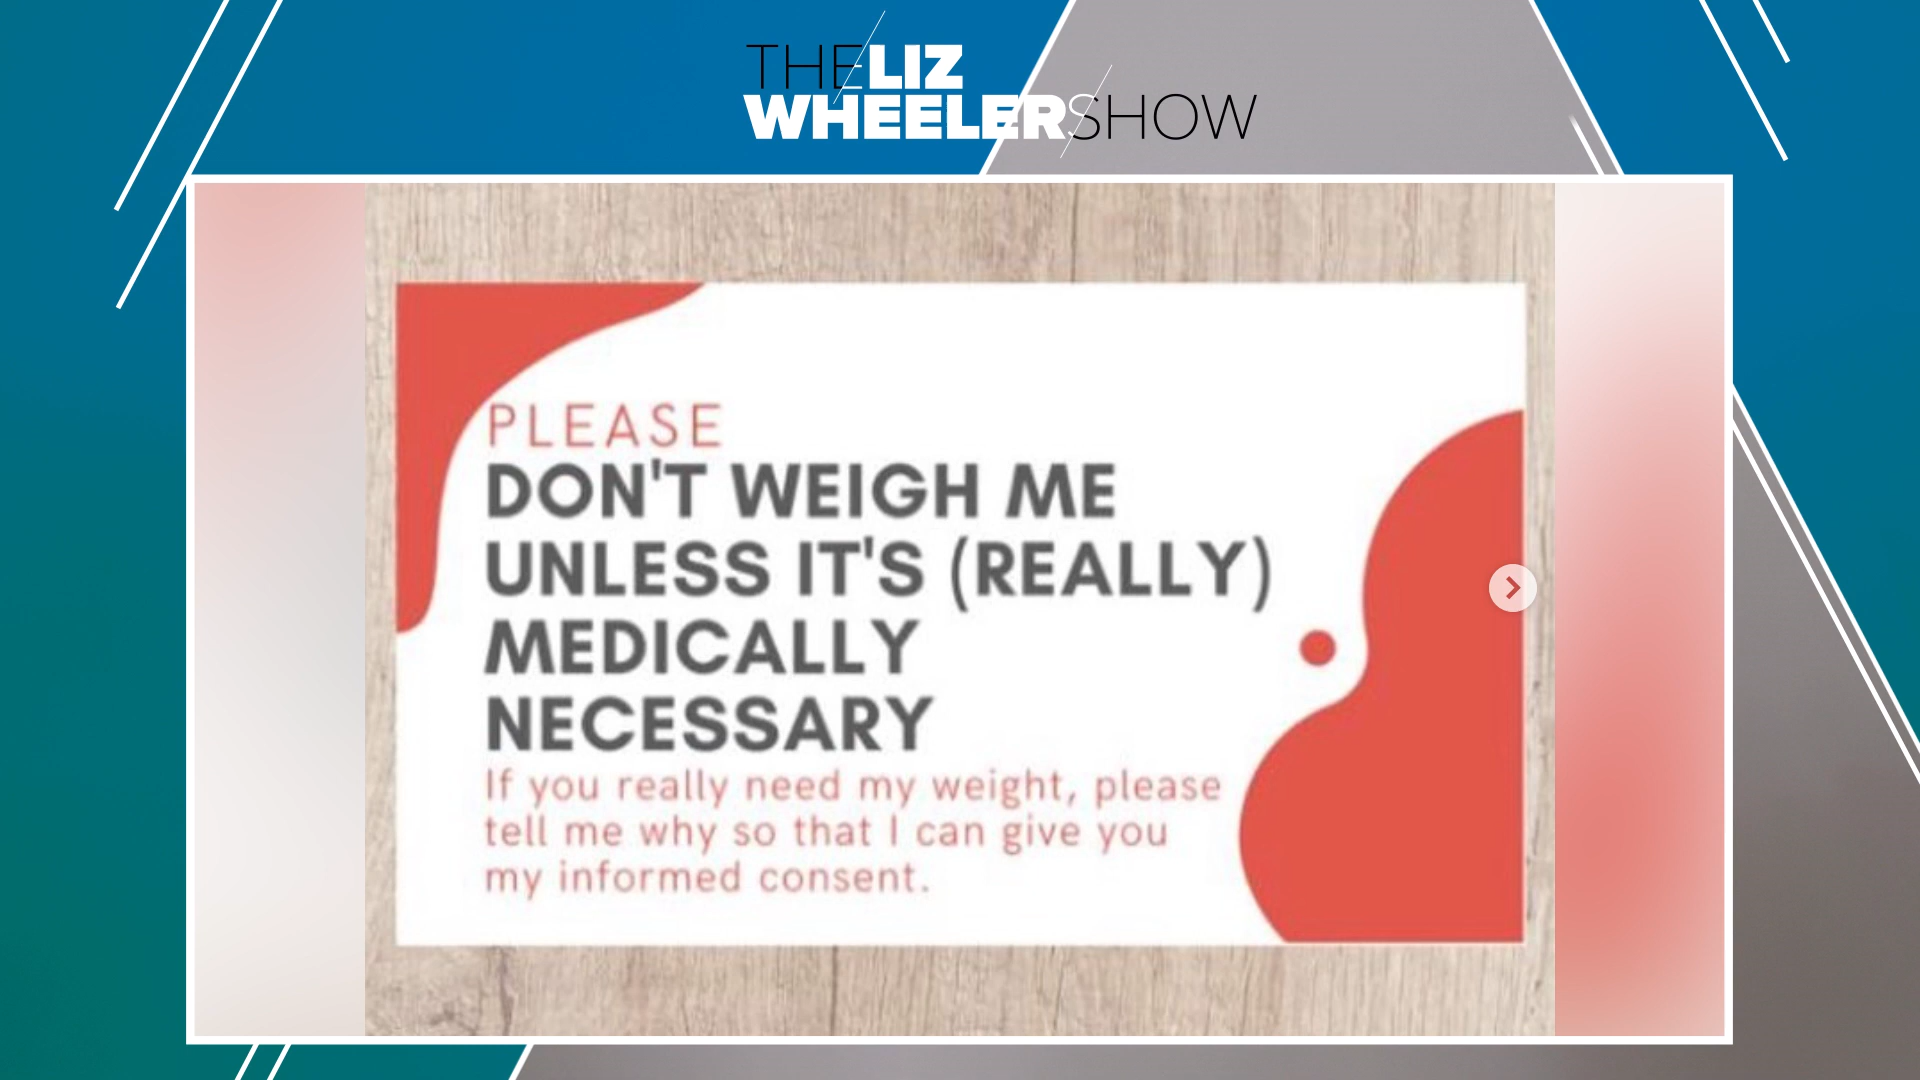 THE LIZ
WHEELER SHOW
PLEASE
DON'T WEIGH ME
UNLESS IT'S (REALLY)
MEDICALLY
NECESSARY
If you really need my weight, please
tell me why so that I can give you
my informed consent.